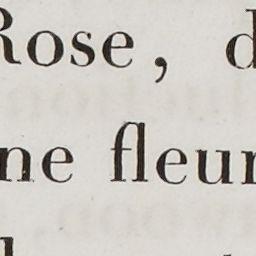 Rose, d
ne fleur